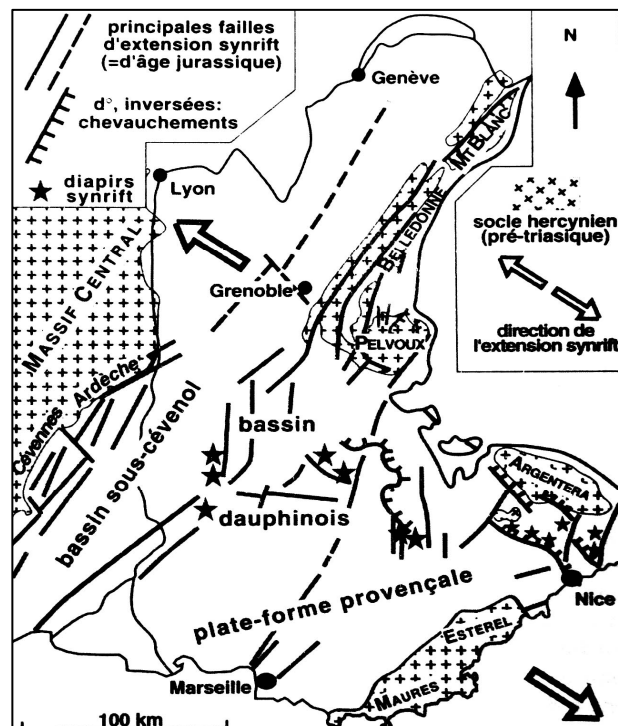 principales failles
d'extension synrift
(=d'âge jurassique)
d°, inversées:
chevauchements
diapirs
synrift
N
Genève
MT BLANC
Lyon
socle hercynien
(pré-triasique)
BELLEDONNE
MASSIF CENTRAL
Grenoble
direction de
l'extension synrift
PELVOUX
Ardèche
Cévennes
bassin
bassin sous-cévenol
ARGENTERA
dauphinois
plate-forme provençale
Nice
ESTEREL
Marseille
MAURES
100 km